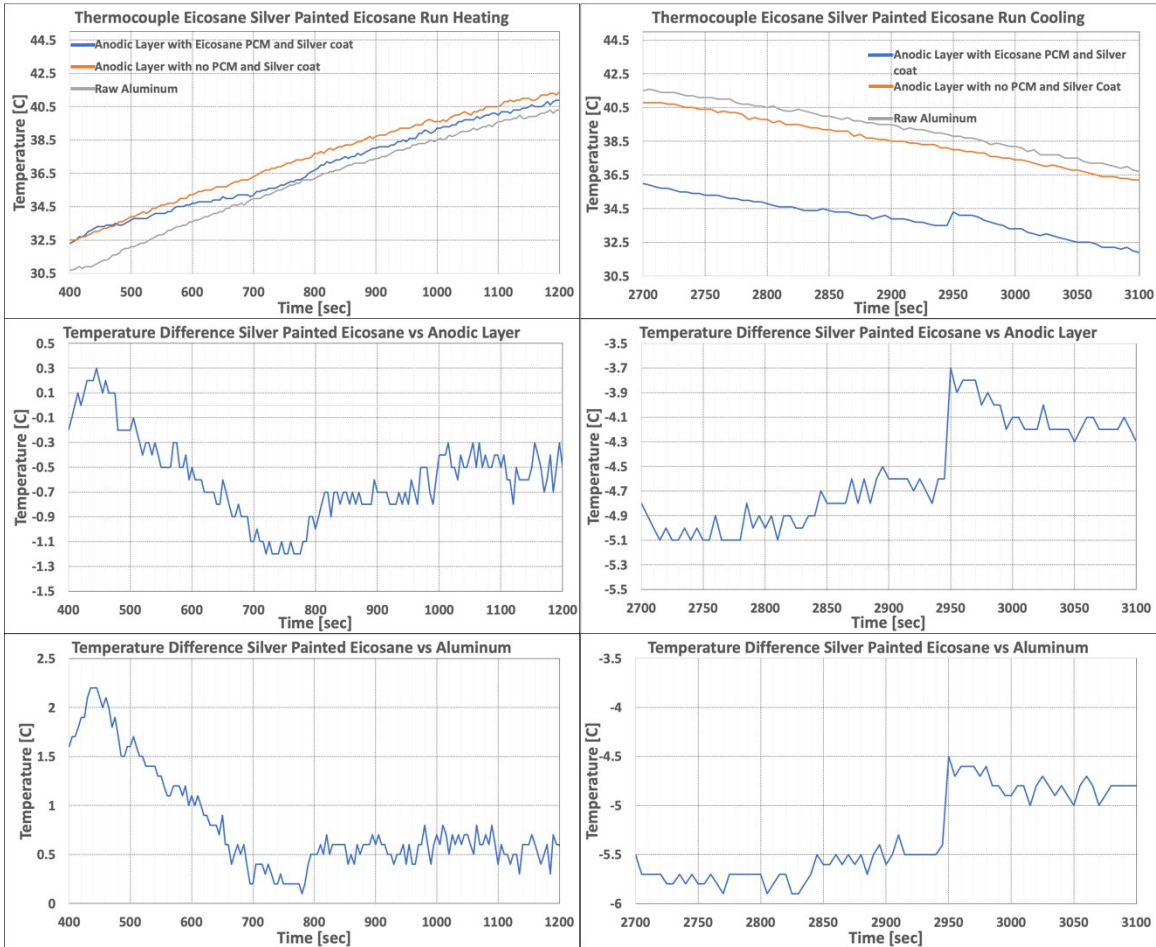 Thermocouple Eicosane Silver Painted Eicosane Run Heating
44.5
42.5
40.5
38.5
36.5
34.5
32.5
30.5
Temperature [C]
Anodic Layer with Eicosane PCM and Silver coat
Anodic Layer with no PCM and Silver coat
Raw Aluminum
400 500 600 700 800 900 1000 1100 1200
Time [sec]
Thermocouple Eicosane Silver Painted Eicosane Run Cooling
44.5
42.5
40.5
38.5
36.5
34.5
32.5
30.5
Temperature [C]
Anodic Layer with Eicosane PCM and Silver
coat
Anodic Layer with no PCM and Silver Coat
Raw Aluminum
2700 2750 2800 2850 2900 2950 3000 3050 3100
Time [sec]
Temperature Difference Silver Painted Eicosane vs Anodic Layer
0.5
0.3
0.1
-0.1
-0.3
-0.5
-0.7
-0.9
-1.1
-1.3
-1.5
Temperature [C]
400 500 600 700 800 900 1000 1100 1200
Time [sec]
Temperature Difference Silver Painted Eicosane vs Anodic Layer
-3.5
-3.7
-3.9
-4.1
-4.3
-4.5
-4.7
-4.9
-5.1
-5.3
-5.5
Temperature [C]
2700 2750 2800 2850 2900 2950 3000 3050 3100
Time [sec]
Temperature Difference Silver Painted Eicosane vs Aluminum
2.5
2
1.5
1
0.5
0
Temperature [C]
400 500 600 700 800 900 1000 1100 1200
Time [sec]
Temperature Difference Silver Painted Eicosane vs Aluminum
-3.5
-4
-4.5
-5
-5.5
-6
Temperature [C]
2700 2750 2800 2850 2900 2950 3000 3050 3100
Time [sec]